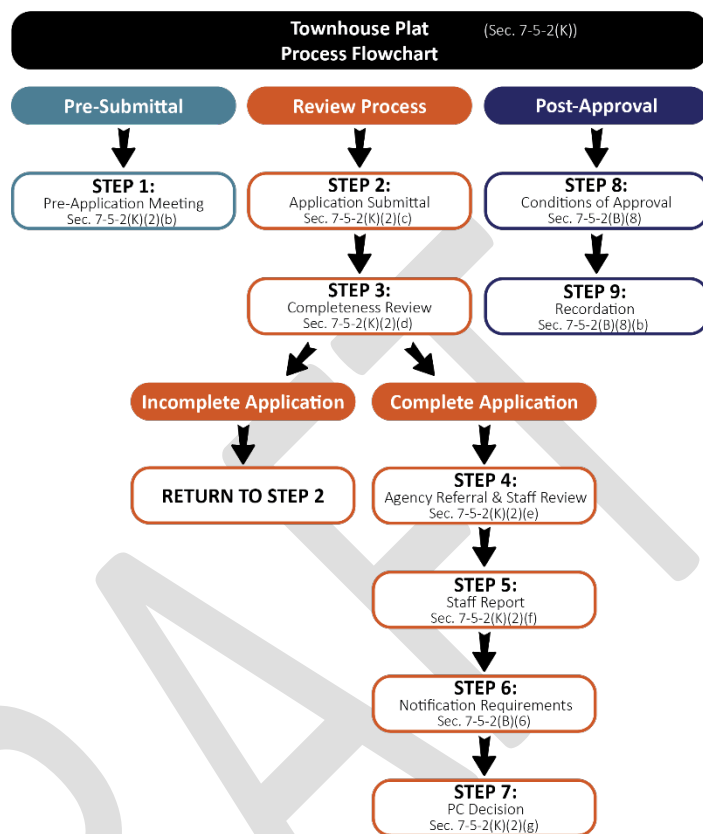 Townhouse Plat (Sec. 7-5-2(K))
Process Flowchart
Pre-Submittal
Review Process
Post-Approval
STEP 1:
Pre-Application Meeting
Sec. 7-5-2(K)(2)(b)
STEP 2:
Application Submittal
Sec. 7-5-2(K)(2)(c)
STEP 8:
Conditions of Approval
Sec. 7-5-2(B)(8)
STEP 3:
Completeness Review
Sec. 7-5-2(K)(2)(d)
STEP 9:
Recordation
Sec. 7-5-2(B)(8)(b)
Incomplete Application
Complete Application
RETURN TO STEP 2
STEP 4:
Agency Referral & Staff Review
Sec. 7-5-2(K)(2)(e)
STEP 5:
Staff Report
Sec. 7-5-2(K)(2)(f)
STEP 6:
Notification Requirements
Sec. 7-5-2(B)(6)
STEP 7:
PC Decision
Sec. 7-5-2(K)(2)(g)
DRAFT